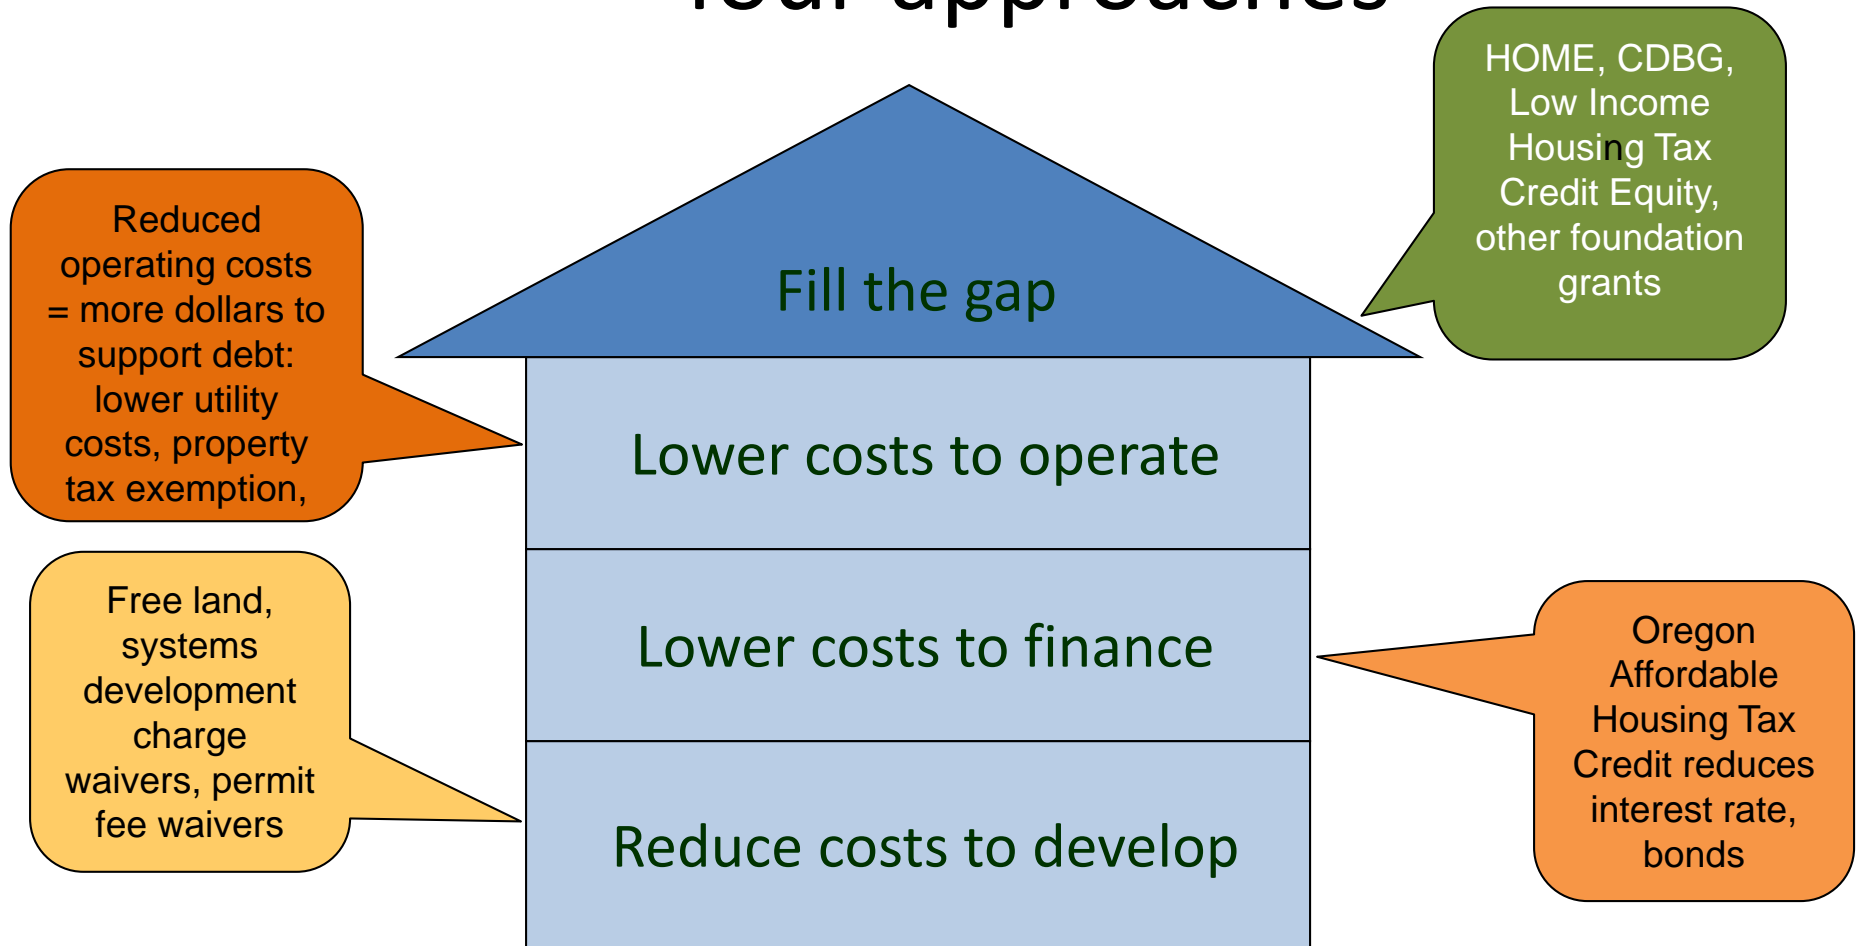 approaches
HOME, CDBG,
Low Income
Housing Tax
Credit Equity,
other foundation
grants
Reduced
operating costs
= more dollars to
support debt:
lower utility
costs, property
tax exemption,
Fill the gap
Lower costs to operate
Free land,
systems
development
charge
waivers, permit
fee waivers
Lower costs to finance
Oregon
Affordable
Housing Tax
Credit reduces
interest rate,
bonds
Reduce costs to develop